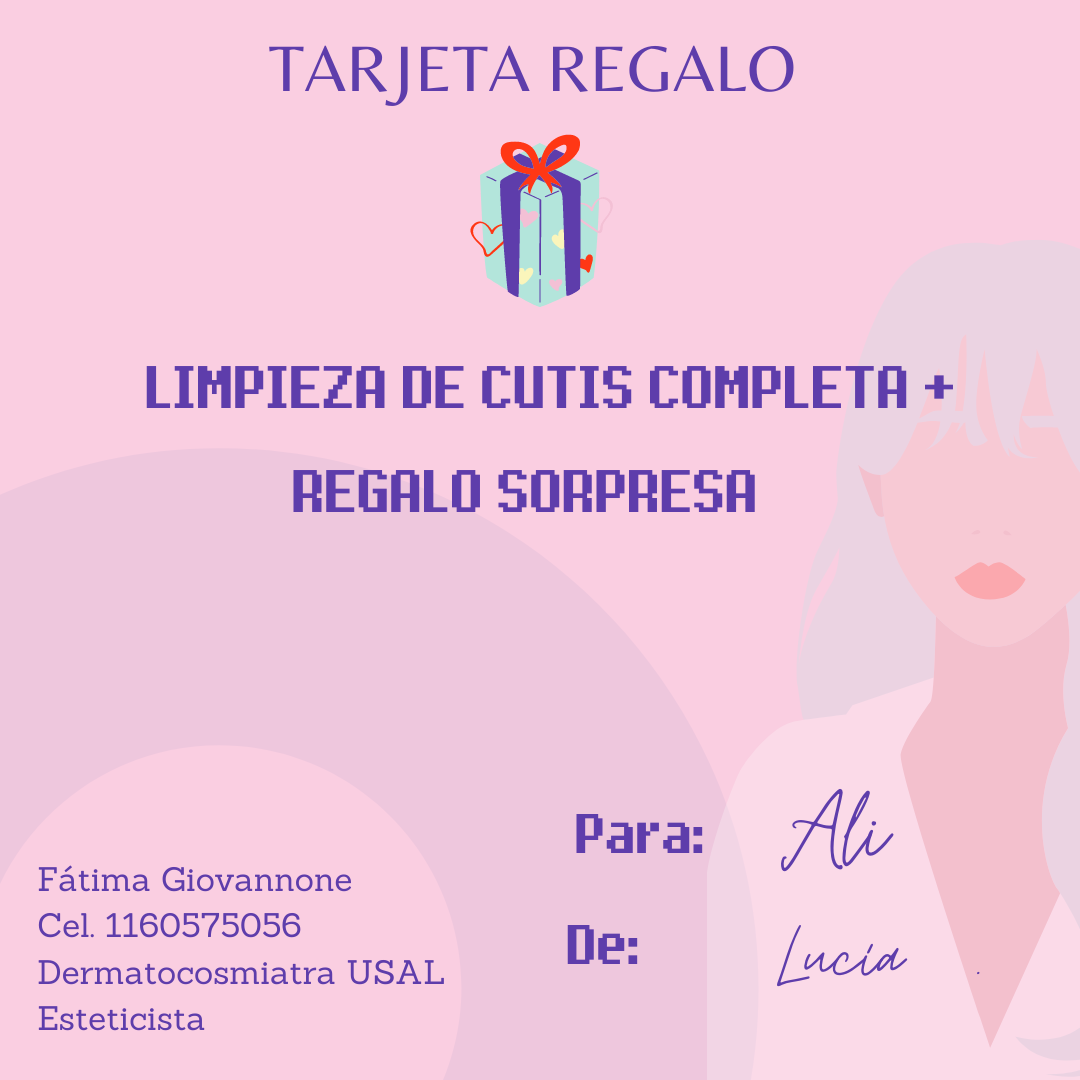 TARJETA REGALO
LIMPIEZA DE CUTIS COMPLETA +
REGALO SORPRESA
Para: Ali
De: Lucía
Fátima Giovannone
Cel. 1160575056
Dermatocosmiatra USAL
Esteticista